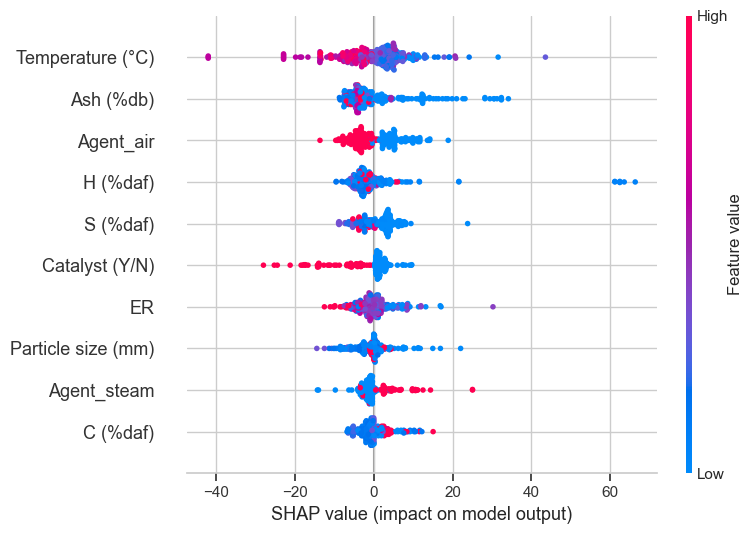 High
Temperature (°C)
Ash (%db)
Agent_air
H (%daf)
S (%daf)
Catalyst (Y/N)
ER
Particle size (mm)
Agent_steam
C (%daf)
Feature value
Low
−40 −20 0 20 40 60
SHAP value (impact on model output)